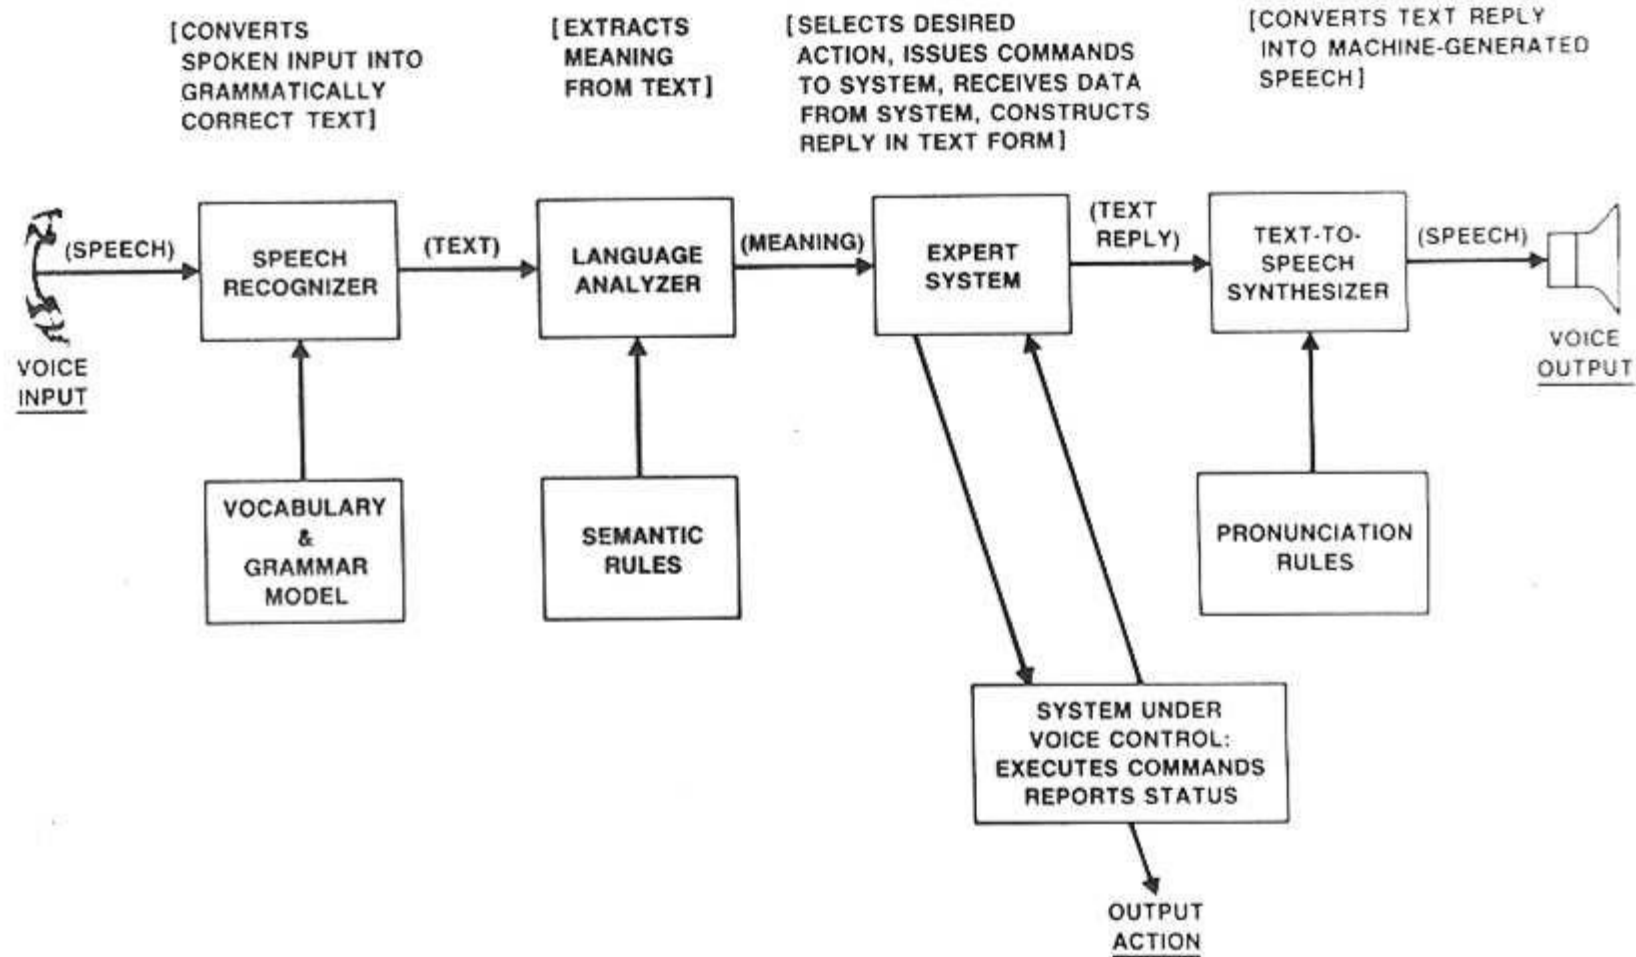 [CONVERTS
SPOKEN INPUT INTO
GRAMMATICALLY
CORRECT TEXT]
[EXTRACTS
MEANING
FROM TEXT]
[SELECTS DESIRED
ACTION, ISSUES COMMANDS
TO SYSTEM, RECEIVES DATA
FROM SYSTEM, CONSTRUCTS
REPLY IN TEXT FORM]
[CONVERTS TEXT REPLY
INTO MACHINE-GENERATED
SPEECH]
VOICE
INPUT
(SPEECH)
SPEECH
RECOGNIZER
(TEXT)
LANGUAGE
ANALYZER
(MEANING)
EXPERT
SYSTEM
(TEXT
REPLY)
TEXT-TO-
SPEECH
SYNTHESIZER
(SPEECH)
VOICE
OUTPUT
VOCABULARY
&
GRAMMAR
MODEL
SEMANTIC
RULES
PRONUNCIATION
RULES
SYSTEM UNDER
VOICE CONTROL:
EXECUTES COMMANDS
REPORTS STATUS
OUTPUT
ACTION